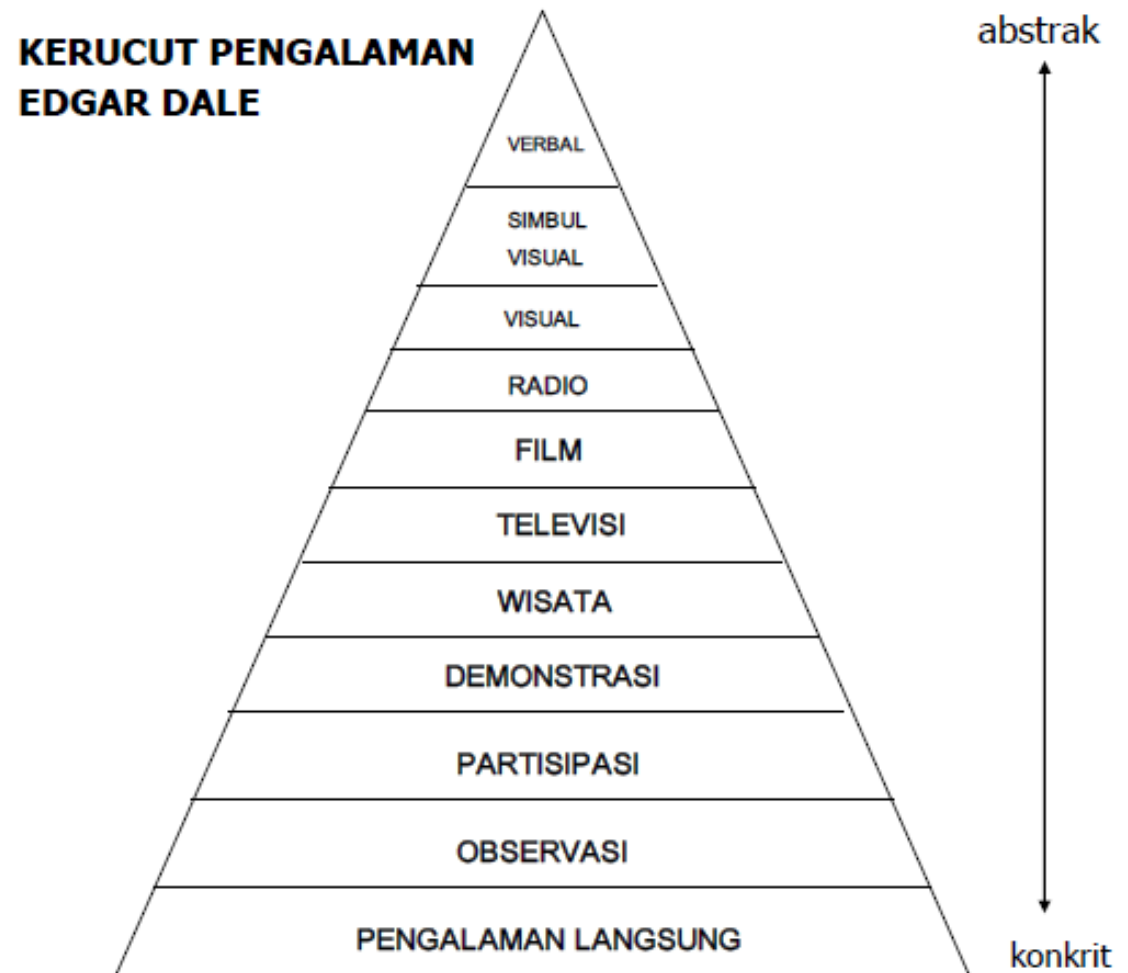 KERUCUT PENGALAMAN
EDGAR DALE
abstrak
VERBAL
SIMBUL
VISUAL
VISUAL
RADIO
FILM
TELEVISI
WISATA
DEMONSTRASI
PARTISIPASI
OBSERVASI
PENGALAMAN LANGSUNG
konkrit